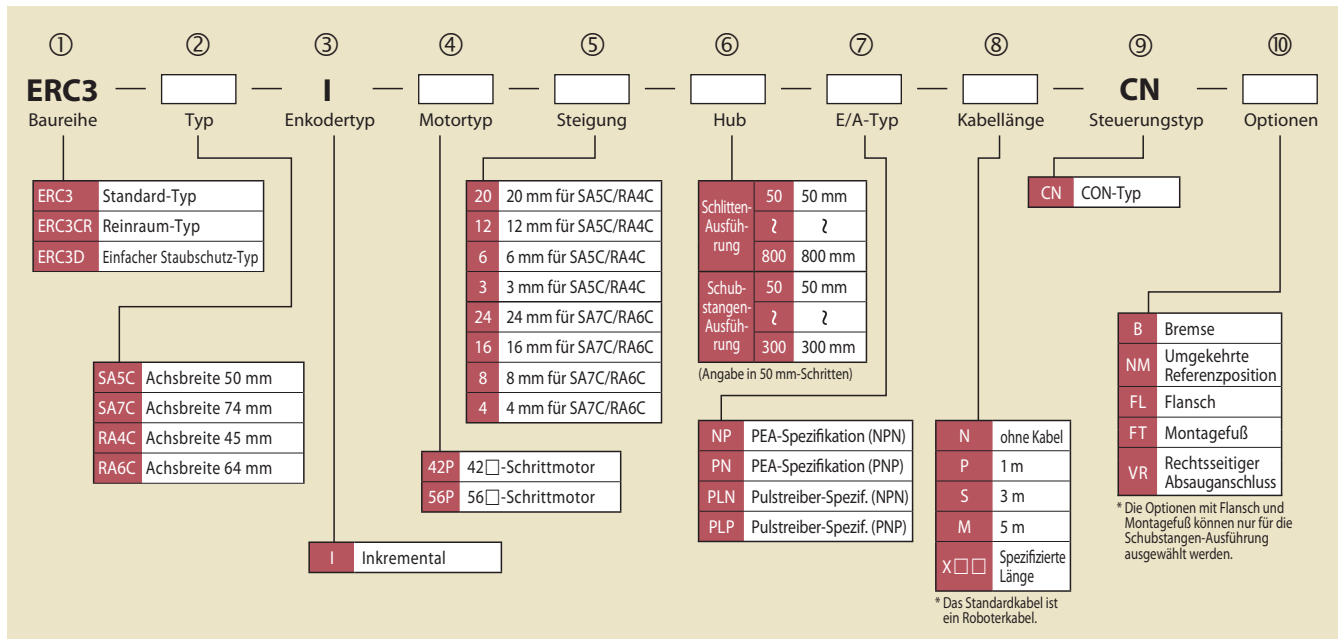 ① ② ③ ④ ⑤ ⑥ ⑦ ⑧ ⑨ ⑩
ERC3 — — I — — — — — — CN —
Baureihe Typ Enkodertyp Motortyp Steigung Hub E/A-Typ Kabellänge Steuerungstyp Optionen
ERC3 Standard-Typ
ERC3CR Reinraum-Typ
ERC3D Einfacher Staubschutz-Typ
SA5C Achsbreite 50 mm
SA7C Achsbreite 74 mm
RA4C Achsbreite 45 mm
RA6C Achsbreite 64 mm
I Inkremental
42P 42□-Schrittmotor
56P 56□-Schrittmotor
20 20 mm für SA5C/RA4C
12 12 mm für SA5C/RA4C
6 6 mm für SA5C/RA4C
3 3 mm für SA5C/RA4C
24 24 mm für SA7C/RA6C
16 16 mm für SA7C/RA6C
8 8 mm für SA7C/RA6C
4 4 mm für SA7C/RA6C
Schlitten-
Ausfüh-
rung
50 50 mm
≀ ≀
800 800 mm
Schub-
stangen-
Ausfüh-
rung
50 50 mm
≀ ≀
300 300 mm
(Angabe in 50 mm-Schritten)
NP PEA-Spezifikation (NPN)
PN PEA-Spezifikation (PNP)
PLN Pulstreiber-Spezif. (NPN)
PLP Pulstreiber-Spezif. (PNP)
N ohne Kabel
P 1 m
S 3 m
M 5 m
X□□ Spezifizierte
Länge
* Das Standardkabel ist
ein Roboterkabel.
CN CON-Typ
B Bremse
NM Umgekehrte
Referenzposition
FL Flansch
FT Montagefuß
VR Rechtsseitiger
Absauganschluss
* Die Optionen mit Flansch und
Montagefuß können nur für die
Schubstangen-Ausführung
ausgewählt werden.